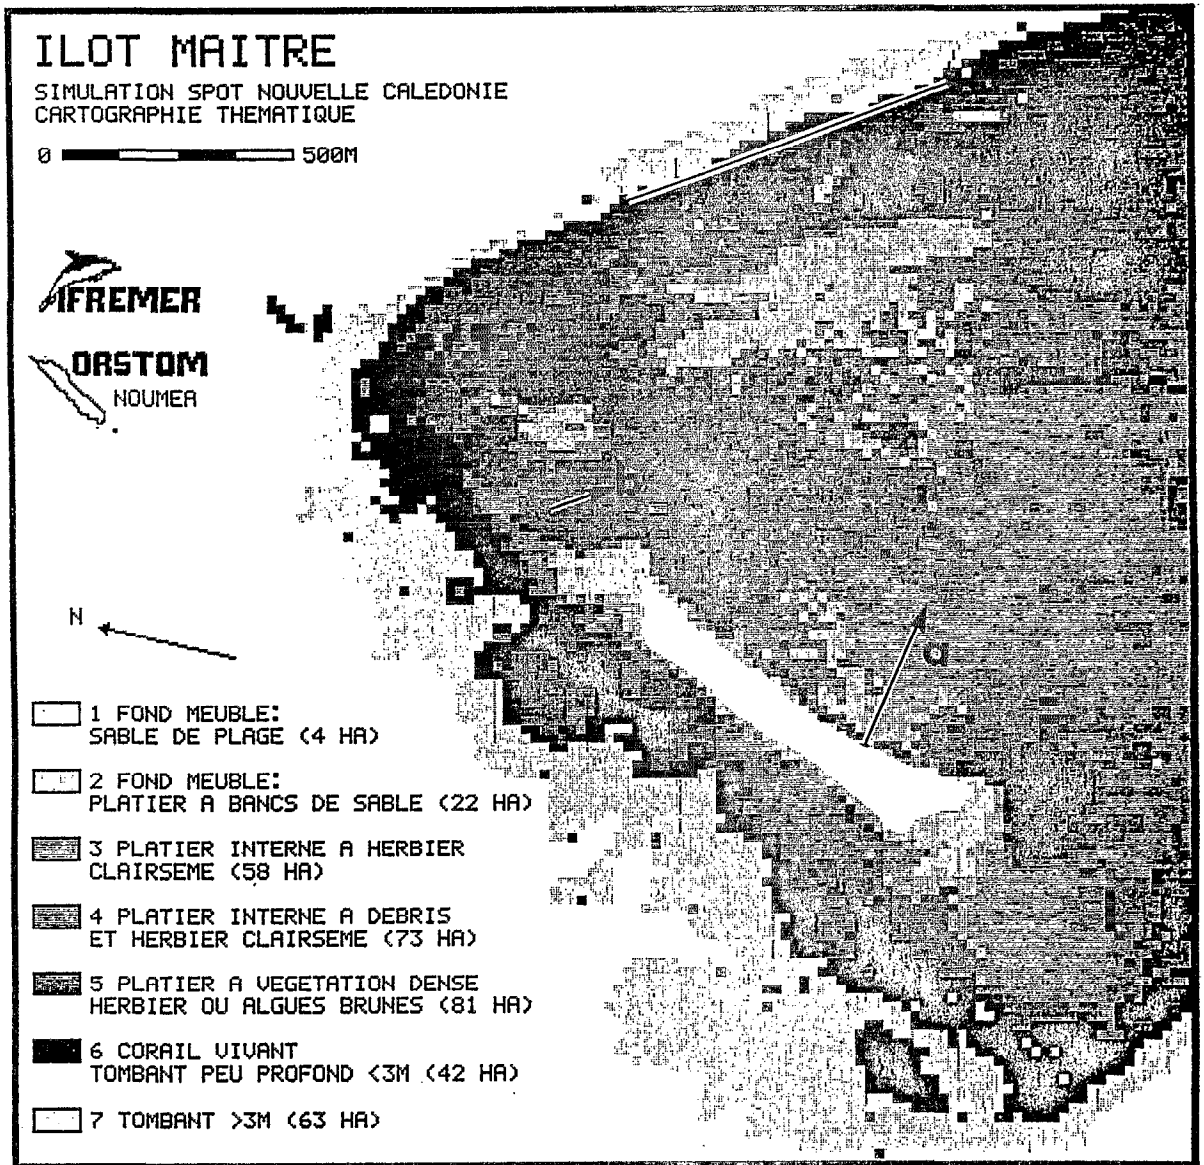 ILOT MAITRE
SIMULATION SPOT NOUVELLE CALEDONIE
CARTOGRAPHIE THEMATIQUE
0 500M
IFREMER
ORSTOM
NOUMEA
N
1 FOND MEUBLE:
SABLE DE PLAGE (4 HA)
2 FOND MEUBLE:
PLATIER A BANCS DE SABLE (22 HA)
3 PLATIER INTERNE A HERBIER
CLAIRSEME (58 HA)
4 PLATIER INTERNE A DEBRIS
ET HERBIER CLAIRSEME (73 HA)
5 PLATIER A VEGETATION DENSE
HERBIER OU ALGUES BRUNES (81 HA)
6 CORAIL VIVANT
TOMBANT PEU PROFOND <3M (42 HA)
7 TOMBANT >3M (63 HA)